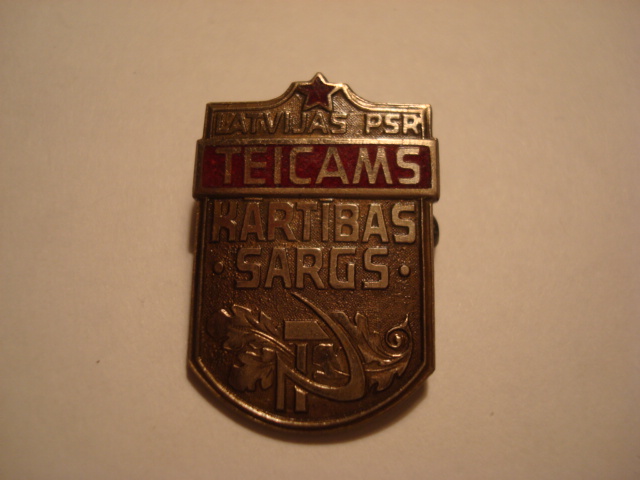 LATVIJAS PSR
TEICAMS
KĀRTĪBAS
· SARGS ·